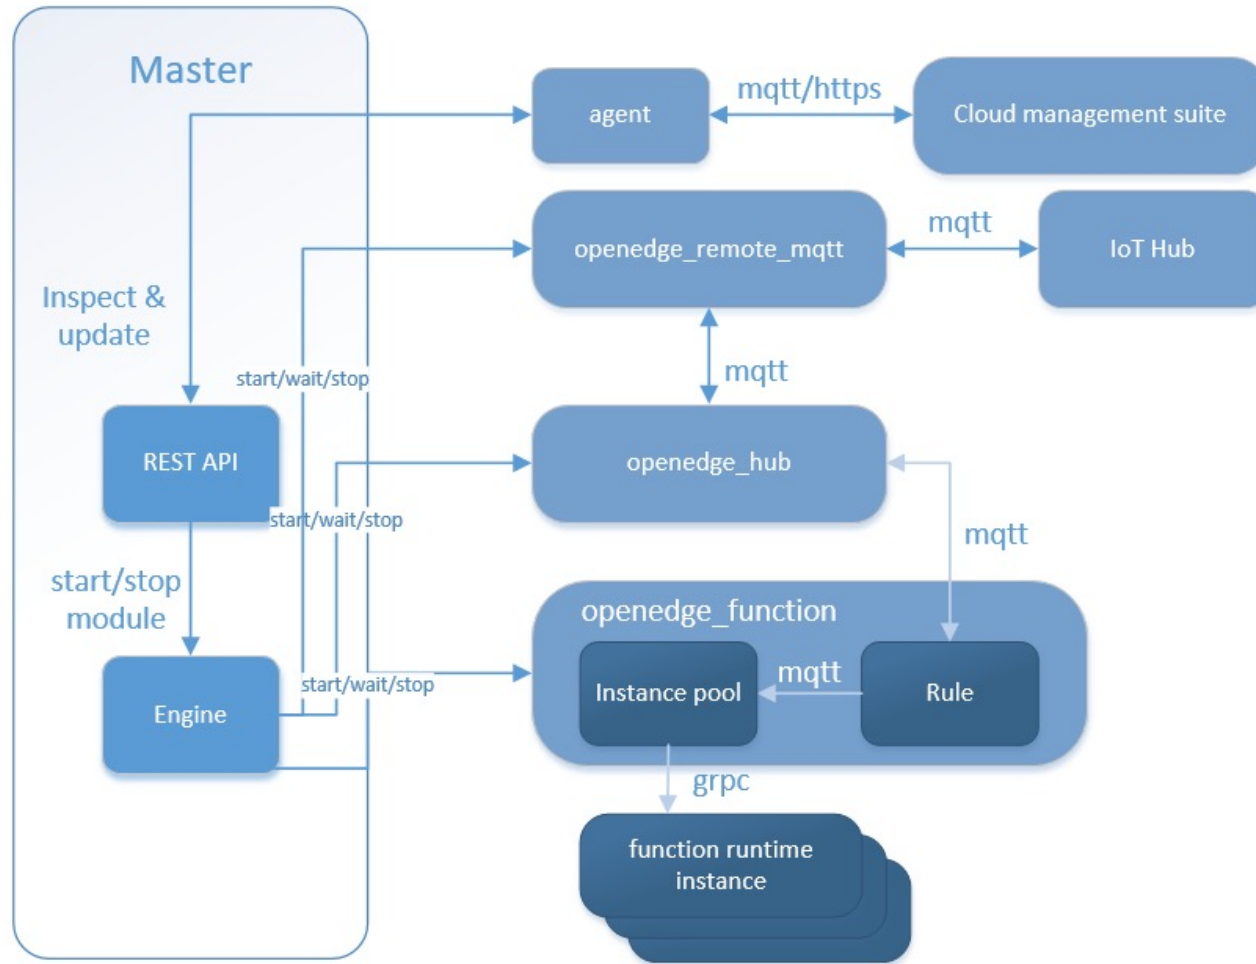 Master
mqtt/https
agent
Cloud management suite
mqtt
openedge_remote_mqtt
IoT Hub
Inspect &
update
start/wait/stop
mqtt
REST API
openedge_hub
start/wait/stop
mqtt
start/stop
module
openedge_function
mqtt
start/wait/stop
Instance pool
Rule
Engine
grpc
function runtime
instance